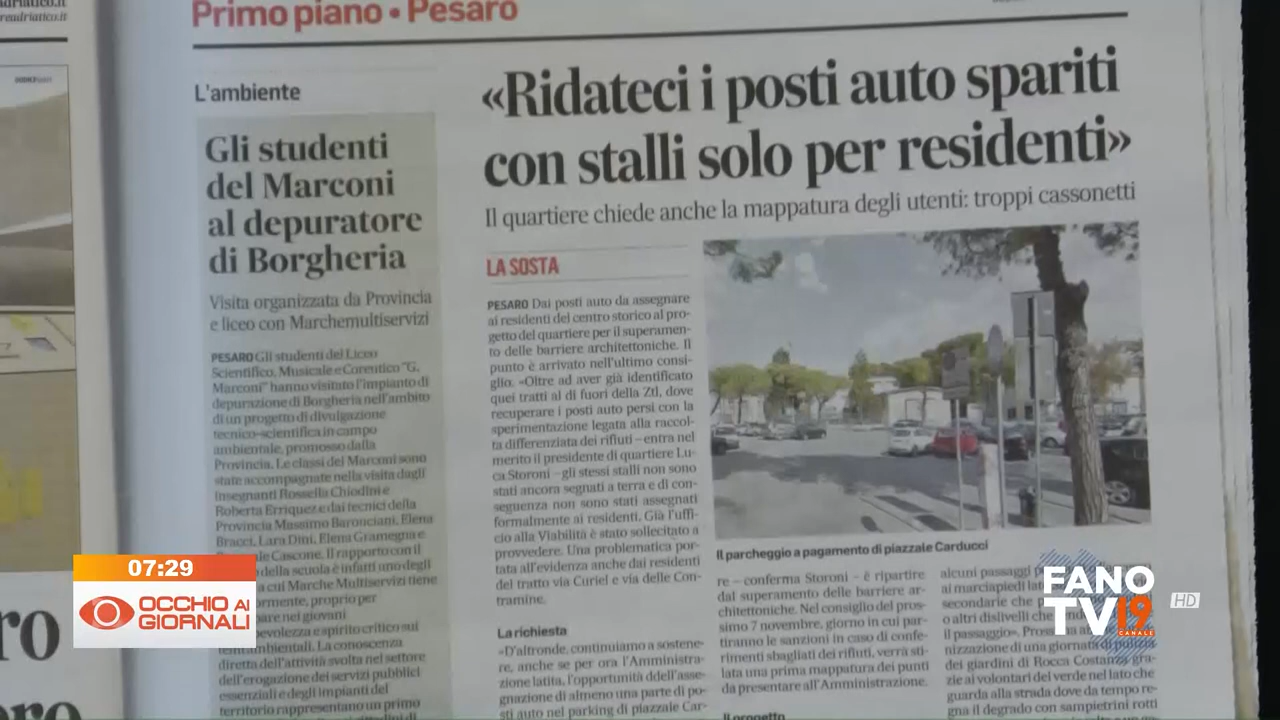 Primo piano • Pesaro
L'ambiente
Gli studenti
del Marconi
al depuratore
di Borgheria
Visita organizzata da Provincia
e liceo con Marchemultiservizi
PESARO Gli studenti del Liceo
Scientifico, Musicale e Coreutico "G.
Marconi" hanno visitato l'impianto di
depurazione di Borgheria nell'ambito
di un progetto di divulgazione
tecnico-scientifica in campo
ambientale, promosso dalla
Provincia. Le classi del Marconi sono
state accompagnate nella visita dagli
insegnanti Rossella Chiodini e
Roberta Erriquez e dai tecnici della
Provincia Massimo Baronciani, Elena
Bracci, Lara Dini, Elena Gramegna e
Cascone. Il rapporto con il
della scuola è infatti uno degli
cui Marche Multiservizi tiene
proprio per
nei giovani
e spirito critico sui
ambientali. La conoscenza
diretta dell'attività svolta nel settore
dell'erogazione dei servizi pubblici
essenziali e degli impianti del
territorio rappresentano un primo
«Ridateci i posti auto spariti
con stalli solo per residenti»
Il quartiere chiede anche la mappatura degli utenti: troppi cassonetti
LA SOSTA
PESARO Dai posti auto da assegnare
ai residenti del centro storico al pro-
getto del quartiere per il superamen-
to delle barriere architettoniche. Il
punto è arrivato nell'ultimo consi-
glio. «Oltre ad aver già identificato
quei tratti al di fuori della Ztl, dove
recuperare i posti auto persi con la
sperimentazione legata alla raccol-
ta differenziata dei rifiuti – entra nel
merito il presidente di quartiere Lu-
ca Storoni – gli stessi stalli non sono
stati ancora segnati a terra e di con-
seguenza non sono stati assegnati
formalmente ai residenti. Già l'uffi-
cio alla Viabilità è stato sollecitato a
provvedere. Una problematica por-
tata all'evidenza anche dai residenti
del tratto via Curiel e via delle Con-
tramine.
La richiesta
«D'altronde, continuiamo a sostene-
re, anche se per ora l'Amministra-
zione latita, l'opportunità ddell'asse-
gnazione di almeno una parte di po-
sti auto nel parking di piazzale Car-
Il parcheggio a pagamento di piazzale Carducci
re – conferma Storoni – è ripartire
dal superamento delle barriere ar-
chitettoniche. Nel consiglio del pros-
simo 7 novembre, giorno in cui par-
tiranno le sanzioni in caso di confe-
rimenti sbagliati dei rifiuti, verrà sti-
lata una prima mappatura dei punti
da presentare all'Amministrazione.
Il progetto
alcuni passaggi
ai marciapiedi
secondarie che
o altri dislivelli che
il passaggio».
nizzazione di una giornata di pulizia
dei giardini di Rocca Costanza gra-
zie ai volontari del verde nel lato che
guarda alla strada dove da tempo re-
gna il degrado con sampietrini rotti
07:29
OCCHIO AI
GIORNALI
FANO
TV19
CANALE
HD